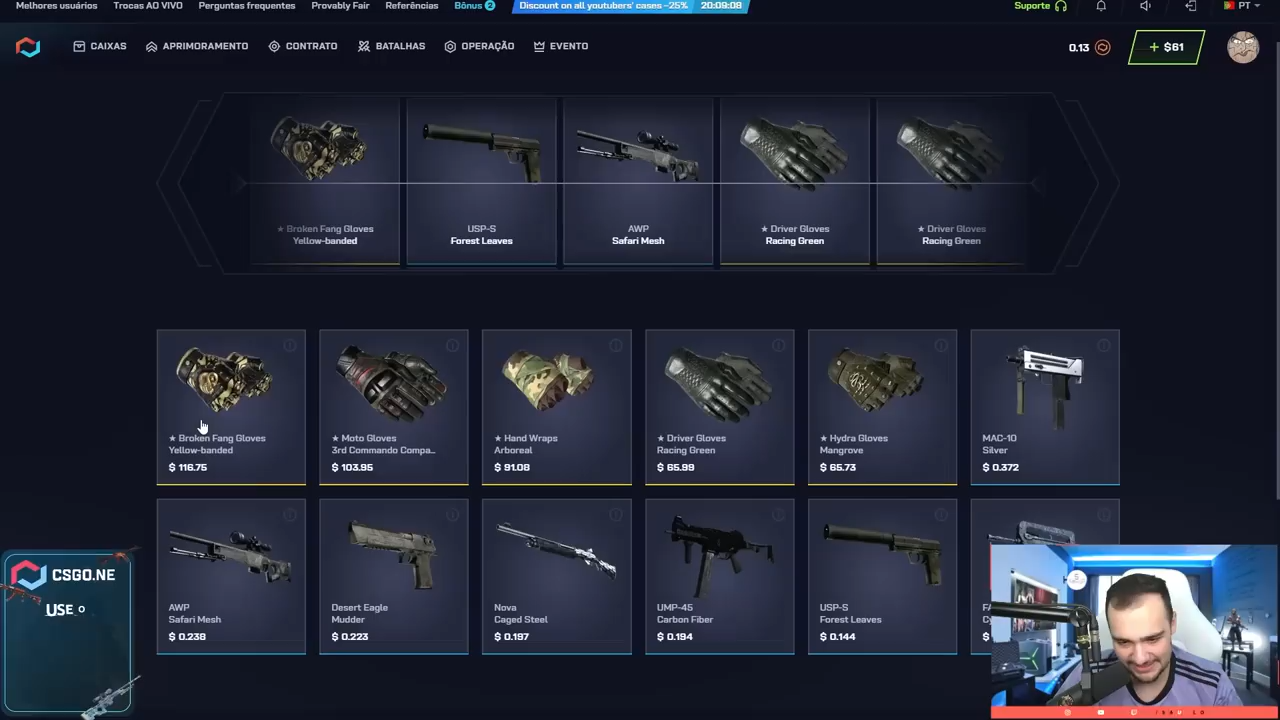 Melhores usuários Trocas AO VIVO Perguntas frequentes Provably Fair Referências Bônus 2 Discount on all youtubers' cases -25% 20:09:08 Suporte PT
CAIXAS APRIMORAMENTO CONTRATO BATALHAS OPERAÇÃO EVENTO 0.13 + $61
★ Broken Fang Gloves
Yellow-banded
USP-S
Forest Leaves
AWP
Safari Mesh
★ Driver Gloves
Racing Green
★ Driver Gloves
Racing Green
★ Broken Fang Gloves
Yellow-banded
$ 116.75
★ Moto Gloves
3rd Commando Compa...
$ 103.95
★ Hand Wraps
Arboreal
$ 91.08
★ Driver Gloves
Racing Green
$ 65.99
★ Hydra Gloves
Mangrove
$ 65.73
MAC-10
Silver
$ 0.372
AWP
Safari Mesh
$ 0.238
Desert Eagle
Mudder
$ 0.223
Nova
Caged Steel
$ 0.197
UMP-45
Carbon Fiber
$ 0.194
USP-S
Forest Leaves
$ 0.144
FA
Cy
$
CSGO.NE
USE